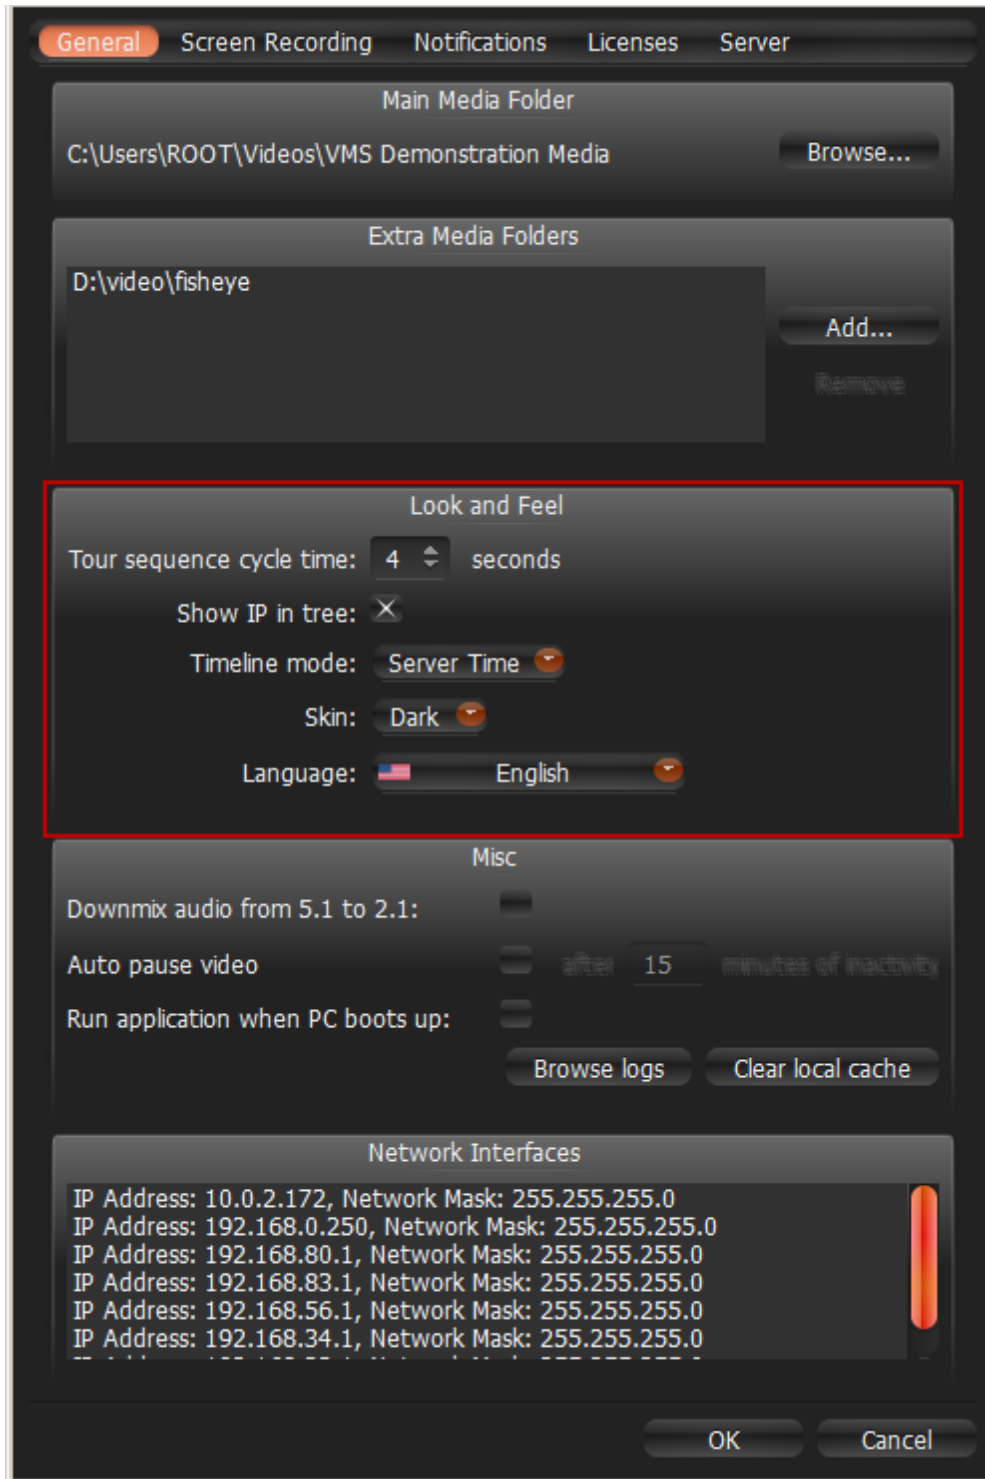 General Screen Recording Notifications Licenses Server
Main Media Folder
C:\Users\ROOT\Videos\VMS Demonstration Media Browse...
Extra Media Folders
D:\video\fisheye
Add...
Remove
Look and Feel
Tour sequence cycle time: 4 seconds
Show IP in tree:
Timeline mode: Server Time
Skin: Dark
Language: English
Misc
Downmix audio from 5.1 to 2.1:
Auto pause video after 15 minutes of inactivity
Run application when PC boots up:
Browse logs Clear local cache
Network Interfaces
IP Address: 10.0.2.172, Network Mask: 255.255.255.0
IP Address: 192.168.0.250, Network Mask: 255.255.255.0
IP Address: 192.168.80.1, Network Mask: 255.255.255.0
IP Address: 192.168.83.1, Network Mask: 255.255.255.0
IP Address: 192.168.56.1, Network Mask: 255.255.255.0
IP Address: 192.168.34.1, Network Mask: 255.255.255.0
OK Cancel